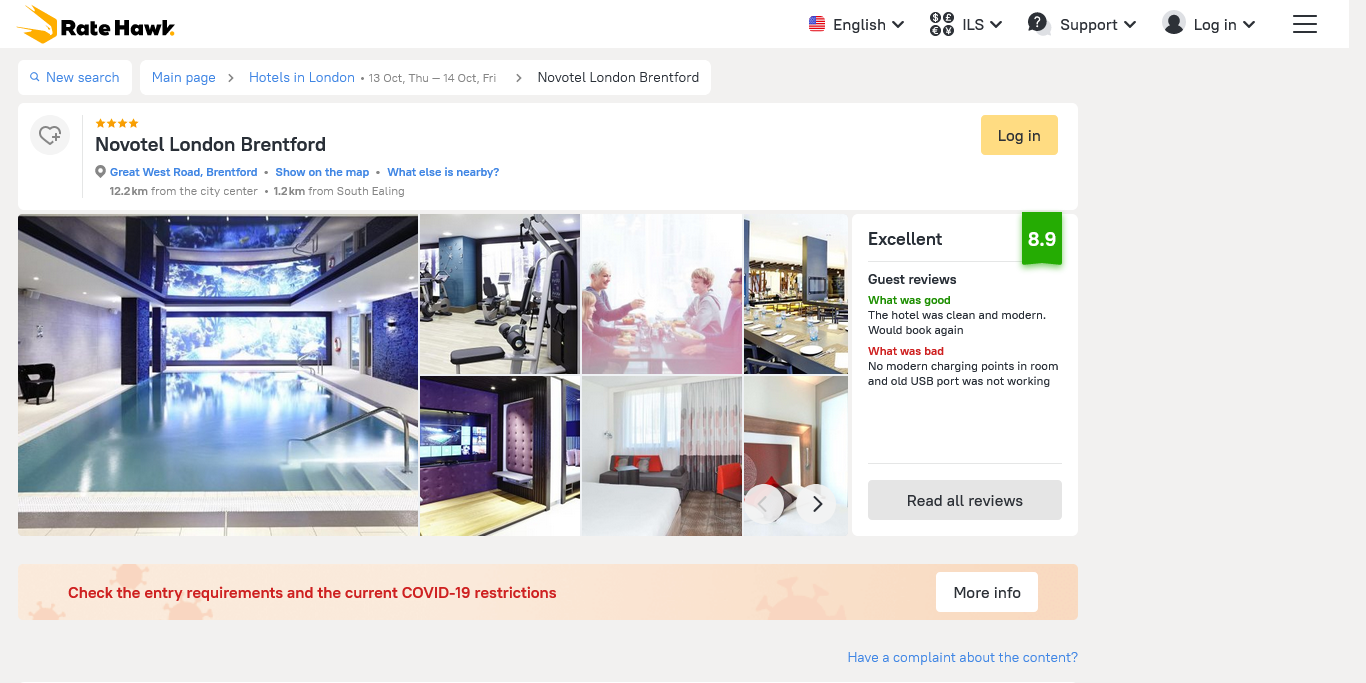 Rate Hawk.
English
ILS
Support
Log in
New search
Main page
Hotels in London • 13 Oct, Thu — 14 Oct, Fri
Novotel London Brentford
Novotel London Brentford
Log in
Great West Road, Brentford • Show on the map • What else is nearby?
12.2 km from the city center • 1.2 km from South Ealing
Excellent
8.9
Guest reviews
What was good
The hotel was clean and modern.
Would book again
What was bad
No modern charging points in room
and old USB port was not working
Read all reviews
Check the entry requirements and the current COVID-19 restrictions
More info
Have a complaint about the content?